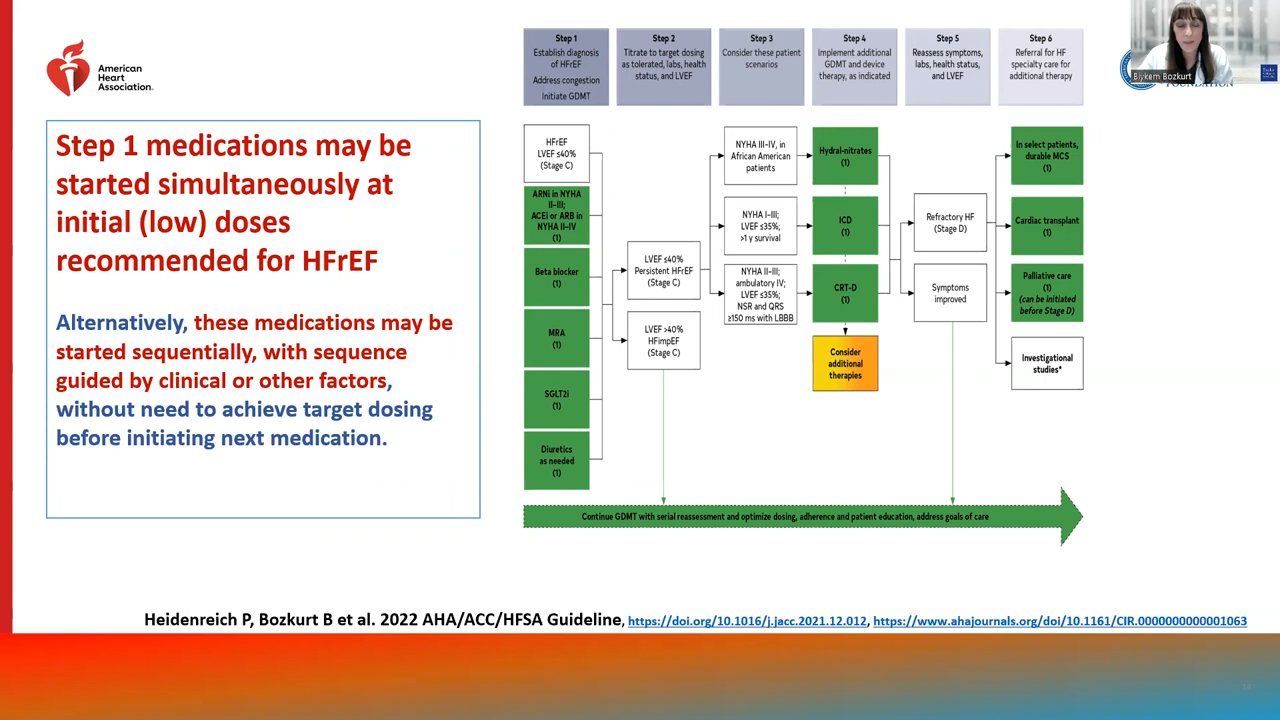 American
Heart
Association.
Step 1 medications may be
started simultaneously at
initial (low) doses
recommended for HFrEF
Alternatively, these medications may be
started sequentially, with sequence
guided by clinical or other factors,
without need to achieve target dosing
before initiating next medication.
Step 1
Establish diagnosis
of HFrEF
Address congestion
Initiate GDMT
Step 2
Titrate to target dosing
as tolerated, labs, health
status, and LVEF
Step 3
Consider these patient
scenarios
Step 4
Implement additional
GDMT and device
therapy, as indicated
Step 5
Reassess symptoms,
labs, health status,
and LVEF
Step 6
Referral for HF
specialty care for
additional therapy
HFrEF
LVEF ≤40%
(Stage C)
ARNi in NYHA
II–III;
ACEi or ARB in
NYHA II–IV
(1)
Beta blocker
(1)
MRA
(1)
SGLT2i
(1)
Diuretics
as needed
(1)
LVEF ≤40%
Persistent HFrEF
(Stage C)
LVEF >40%
HFimpEF
(Stage C)
NYHA III–IV, in
African American
patients
NYHA I–III;
LVEF ≤35%;
>1 y survival
NYHA II–III;
ambulatory IV;
LVEF ≤35%;
NSR and QRS
≥150 ms with LBBB
Hydral-nitrates
(1)
ICD
(1)
CRT-D
(1)
Consider
additional
therapies
Refractory HF
(Stage D)
Symptoms
improved
In select patients,
durable MCS
(1)
Cardiac transplant
(1)
Palliative care
(1)
(can be initiated
before Stage D)
Investigational
studies*
Continue GDMT with serial reassessment and optimize dosing, adherence and patient education, address goals of care
Heidenreich P, Bozkurt B et al. 2022 AHA/ACC/HFSA Guideline, https://doi.org/10.1016/j.jacc.2021.12.012, https://www.ahajournals.org/doi/10.1161/CIR.0000000000001063
Biykem Bozkurt